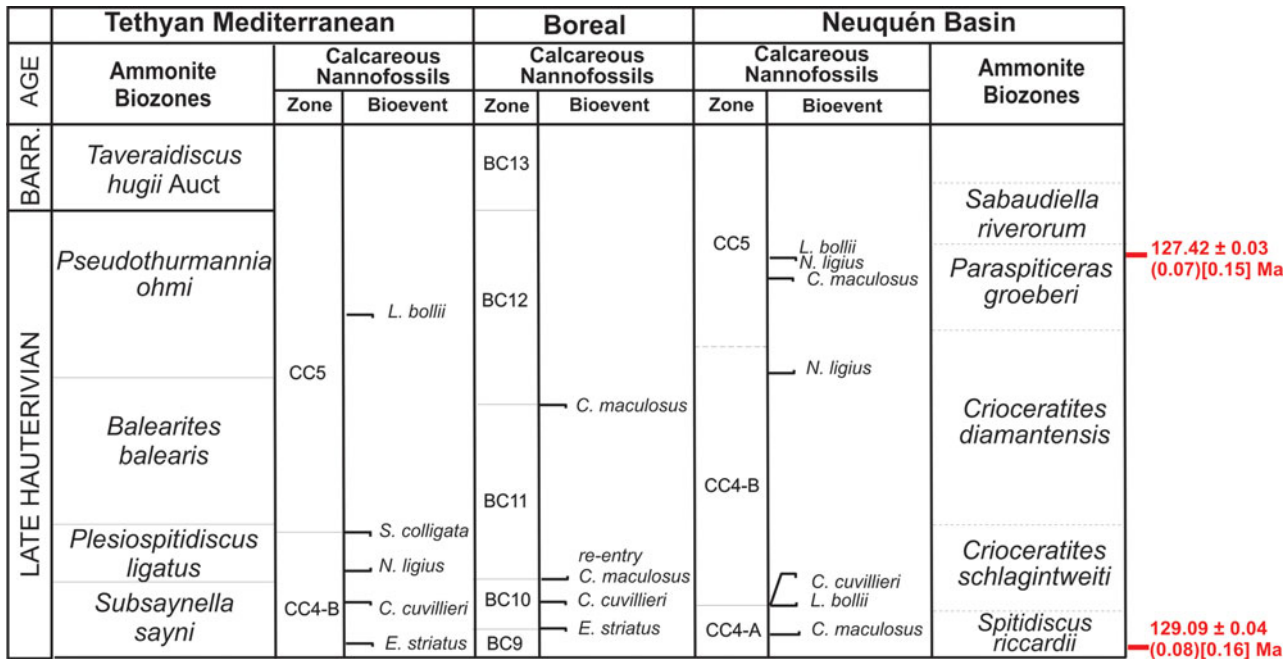 Tethyan Mediterranean
Boreal
Neuquén Basin
AGE
Ammonite
Biozones
Calcareous
Nannofossils
Zone
Bioevent
Calcareous
Nannofossils
Zone
Bioevent
Calcareous
Nannofossils
Zone
Bioevent
Ammonite
Biozones
BARR.
LATE HAUTERIVIAN
Taveraidiscus
hugii Auct
Pseudothurmannia
ohmi
Balearites
balearis
Plesiospitidiscus
ligatus
Subsaynella
sayni
CC5
CC4-B
L. bollii
S. colligata
N. ligius
C. cuvillieri
E. striatus
BC13
BC12
BC11
BC10
BC9
C. maculosus
re-entry
C. maculosus
C. cuvillieri
E. striatus
CC5
CC4-B
CC4-A
L. bollii
N. ligius
C. maculosus
N. ligius
C. cuvillieri
L. bollii
C. maculosus
Sabaudiella
riverorum
Paraspiticeras
groeberi
Crioceratites
diamantensis
Crioceratites
schlagintweiti
Spitidiscus
riccardii
127.42 ± 0.03
(0.07)[0.15] Ma
129.09 ± 0.04
(0.08)[0.16] Ma